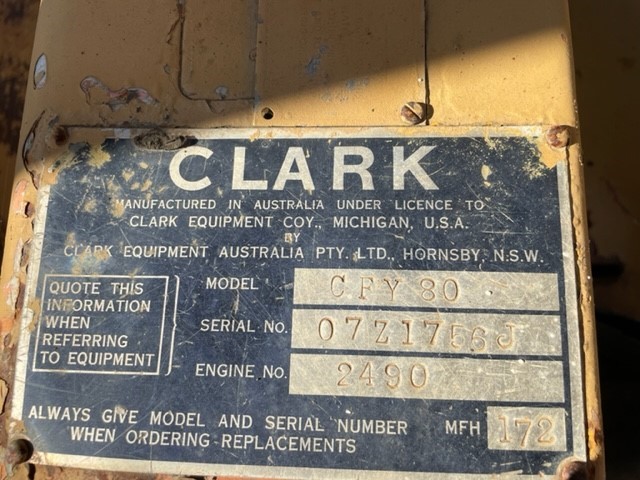 CLARK
MANUFACTURED IN AUSTRALIA UNDER LICENCE TO
CLARK EQUIPMENT COY., MICHIGAN, U.S.A.
BY
CLARK EQUIPMENT AUSTRALIA PTY. LTD., HORNSBY, N.S.W.
QUOTE THIS
INFORMATION
WHEN
REFERRING
TO EQUIPMENT
MODEL CFY 80
SERIAL NO. 07Z1756J
ENGINE NO. 2490
ALWAYS GIVE MODEL AND SERIAL NUMBER
WHEN ORDERING REPLACEMENTS
MFH 172